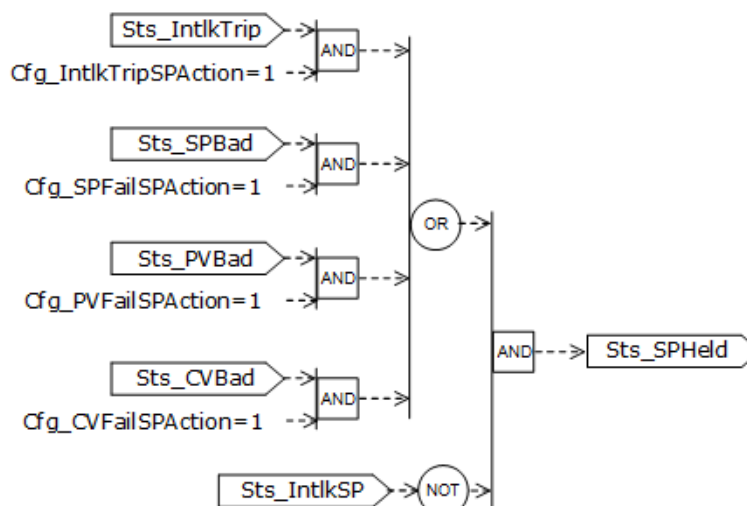 Sts_IntlkTrip
AND
Cfg_IntlkTripSPAction=1
Sts_SPBad
AND
Cfg_SPFailSPAction=1
OR
Sts_PVBad
AND
Cfg_PVFailSPAction=1
AND
Sts_SPHeld
Sts_CVBad
AND
Cfg_CVFailSPAction=1
Sts_IntlkSP
NOT